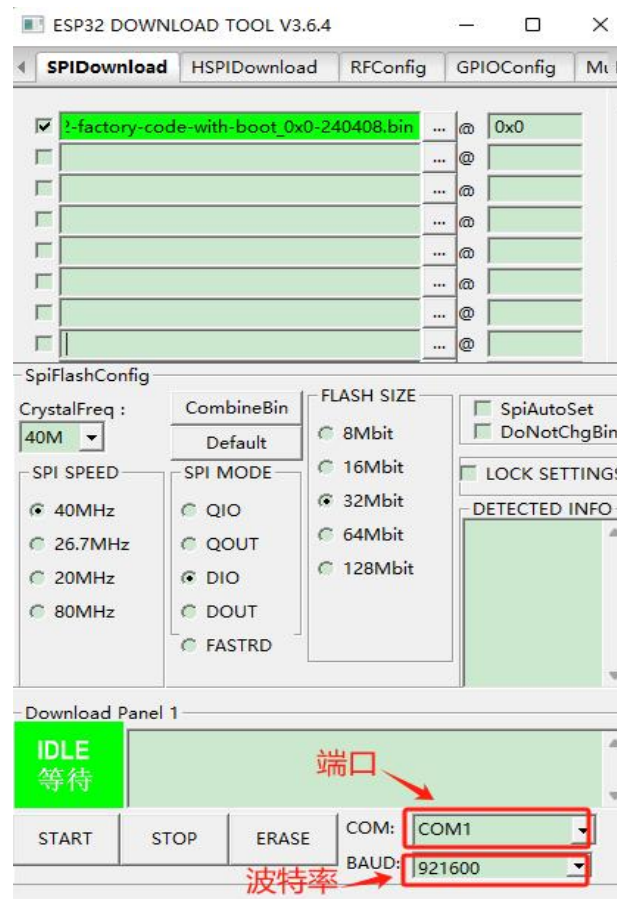 ESP32 DOWNLOAD TOOL V3.6.4
SPIDownload HSPIDownload RFConfig GPIOConfig
-factory-code-with-boot_0x0-240408.bin ... @ 0x0
... @
... @
... @
... @
... @
... @
... @
SpiFlashConfig
CrystalFreq :
40M
CombineBin
Default
SPI SPEED
40MHz
26.7MHz
20MHz
80MHz
SPI MODE
QIO
QOUT
DIO
DOUT
FASTRD
FLASH SIZE
8Mbit
16Mbit
32Mbit
64Mbit
128Mbit
SpiAutoSet
DoNotChgBin
LOCK SETTINGS
DETECTED INFO
Download Panel 1
IDLE
等待
端口
START STOP ERASE
COM: COM1
BAUD: 921600
波特率